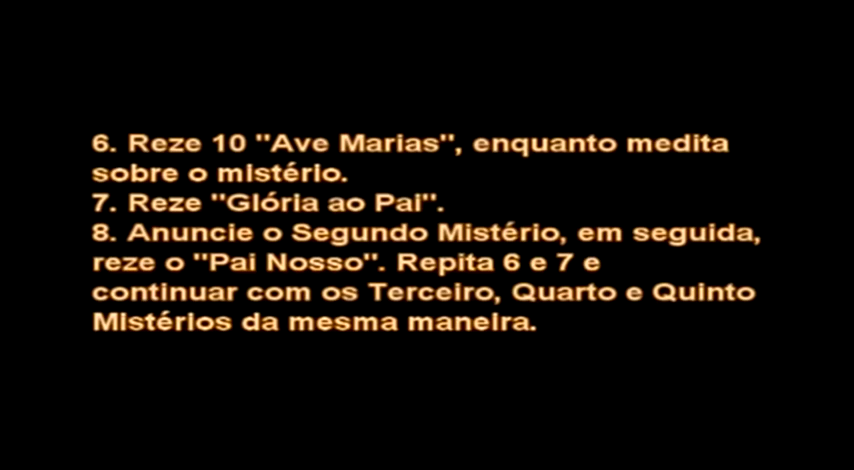 6. Reze 10 "Ave Marias", enquanto medita
sobre o mistério.
7. Reze "Glória ao Pai".
8. Anuncie o Segundo Mistério, em seguida,
reze o "Pai Nosso". Repita 6 e 7 e
continuar com os Terceiro, Quarto e Quinto
Mistérios da mesma maneira.